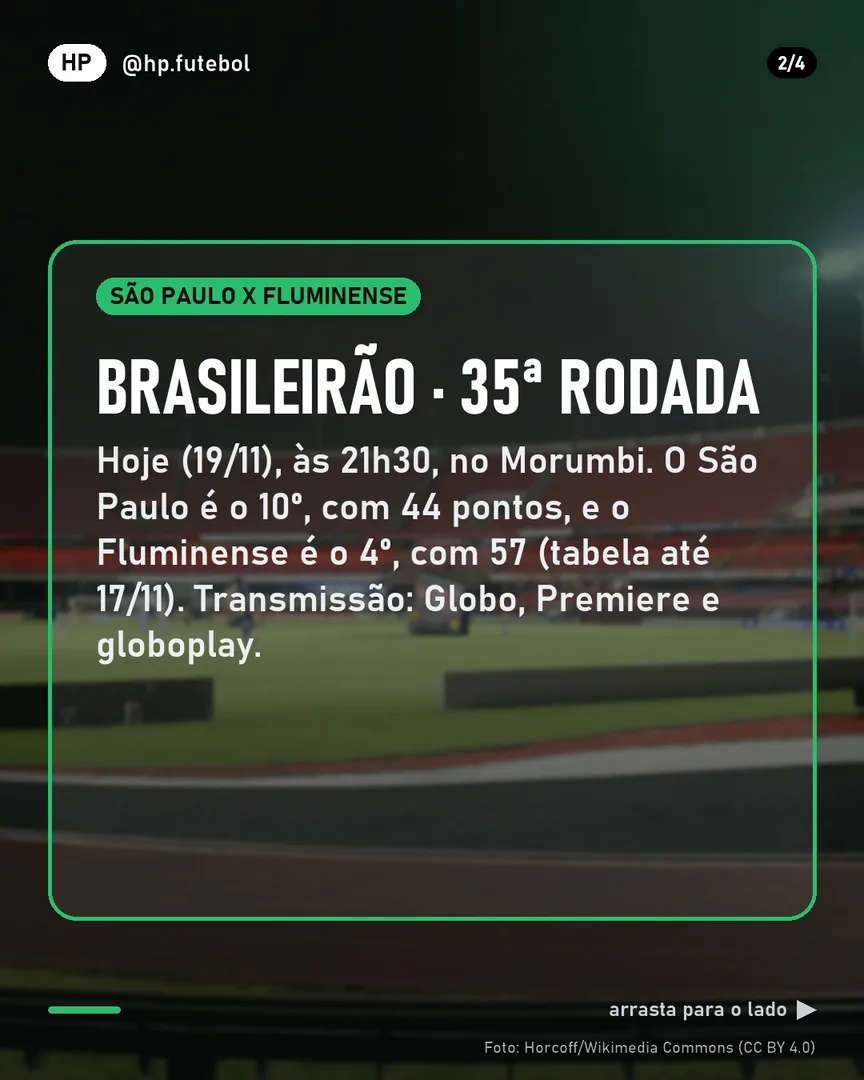 HP @hp.futebol
2/4
SÃO PAULO X FLUMINENSE
BRASILEIRÃO · 35ª RODADA
Hoje (19/11), às 21h30, no Morumbi. O São
Paulo é o 10º, com 44 pontos, e o
Fluminense é o 4º, com 57 (tabela até
17/11). Transmissão: Globo, Premiere e
globoplay.
arrasta para o lado ▶
Foto: Horcoff/Wikimedia Commons (CC BY 4.0)